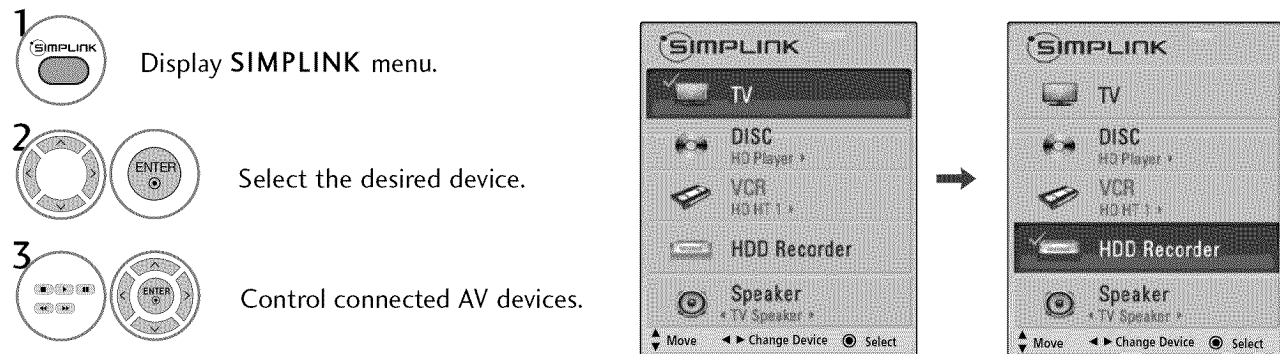 1
SIMPLINK
Display SIMPLINK menu.
2
ENTER
Select the desired device.
3
ENTER
Control connected AV devices.
SIMPLINK
TV
DISC
HD Player
VCR
HD HT 1
HDD Recorder
Speaker
TV Speaker
Move Change Device Select
SIMPLINK
TV
DISC
HD Player
VCR
HD HT 1
HDD Recorder
Speaker
TV Speaker
Move Change Device Select